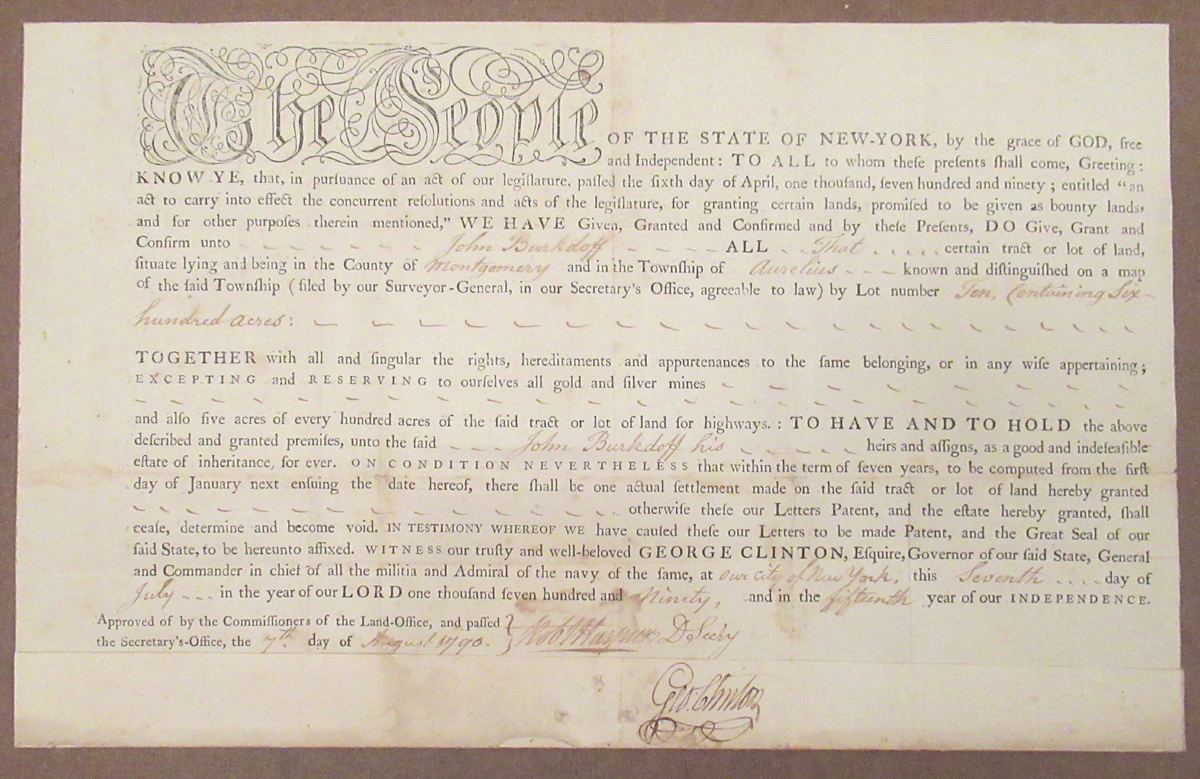 The People OF THE STATE OF NEW-YORK, by the grace of GOD, free
and Independent: TO ALL to whom theſe preſents ſhall come, Greeting:
KNOW YE, that, in purſuance of an act of our legiſlature, paſſed the ſixth day of April, one thouſand, ſeven hundred and ninety; entitled "an
act to carry into effect the concurrent reſolutions and acts of the legiſlature, for granting certain lands, promiſed to be given as bounty lands,
and for other purpoſes therein mentioned," WE HAVE Given, Granted and Confirmed and by theſe Preſents, DO Give, Grant and
Confirm unto John Burkdoff ALL That certain tract or lot of land,
ſituate lying and being in the County of Montgomery and in the Townſhip of Aurelius known and diſtinguiſhed on a map
of the ſaid Townſhip (filed by our Surveyor-General, in our Secretary's Office, agreeable to law) by Lot number Ten, Containing Six
hundred acres:
TOGETHER with all and ſingular the rights, hereditaments and appurtenances to the ſame belonging, or in any wiſe appertaining;
EXCEPTING and RESERVING to ourſelves all gold and ſilver mines
and alſo five acres of every hundred acres of the ſaid tract or lot of land for highways.: TO HAVE AND TO HOLD the above
deſcribed and granted premiſes, unto the ſaid John Burkdoff his heirs and aſſigns, as a good and indefeaſible
eſtate of inheritance, for ever. ON CONDITION NEVERTHELESS that within the term of ſeven years, to be computed from the firſt
day of January next enſuing the date hereof, there ſhall be one actual ſettlement made on the ſaid tract or lot of land hereby granted
otherwiſe theſe our Letters Patent, and the eſtate hereby granted, ſhall
ceaſe, determine and become void. IN TESTIMONY WHEREOF WE have cauſed theſe our Letters to be made Patent, and the Great Seal of our
ſaid State, to be hereunto affixed. WITNESS our truſty and well-beloved GEORGE CLINTON, Eſquire, Governor of our ſaid State, General
and Commander in chief of all the militia and Admiral of the navy of the ſame, at our city of New York, this Seventh day of
July in the year of our LORD one thouſand ſeven hundred and Ninety, and in the fifteenth year of our INDEPENDENCE.
Approved of by the Commiſſioners of the Land-Office, and paſſed
the Secretary's-Office, the 7th. day of August 1790. Robt Harpur D Secry
Geo. Clinton